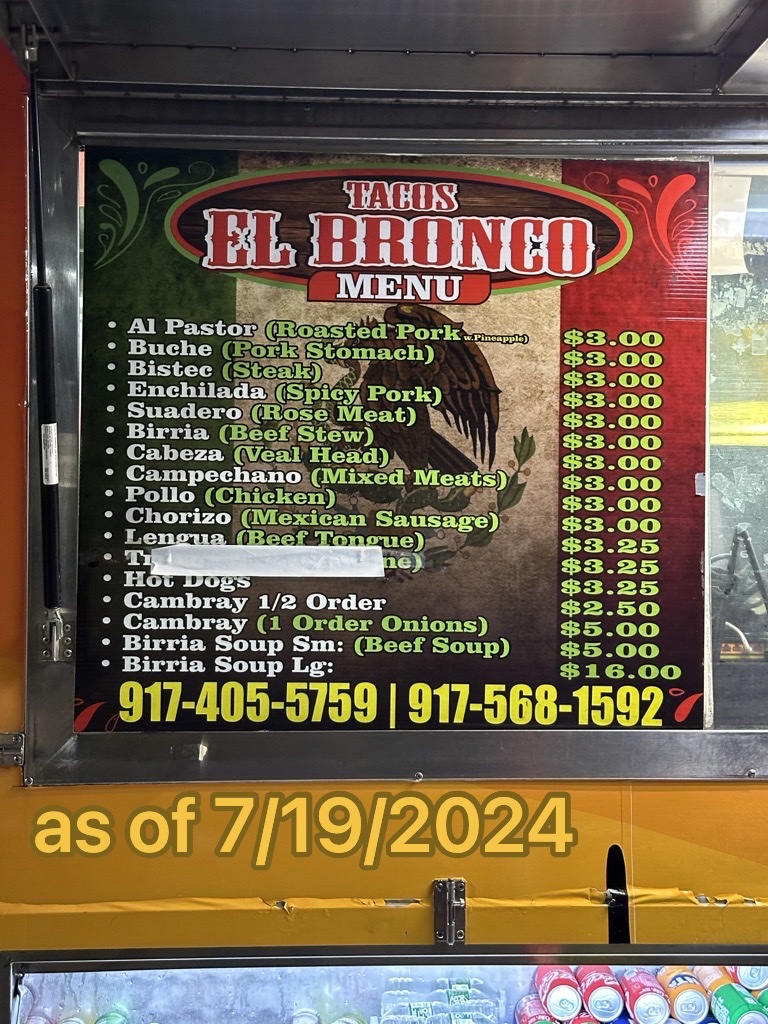 TACOS
EL BRONCO
MENU
• Al Pastor (Roasted Pork w.Pineapple) $3.00
• Buche (Pork Stomach) $3.00
• Bistec (Steak) $3.00
• Enchilada (Spicy Pork) $3.00
• Suadero (Rose Meat) $3.00
• Birria (Beef Stew) $3.00
• Cabeza (Veal Head) $3.00
• Campechano (Mixed Meats) $3.00
• Pollo (Chicken) $3.00
• Chorizo (Mexican Sausage) $3.00
• Lengua (Beef Tongue) $3.25
• $3.25
• Hot Dogs $3.25
• Cambray 1/2 Order $2.50
• Cambray (1 Order Onions) $5.00
• Birria Soup Sm: (Beef Soup) $5.00
• Birria Soup Lg: $16.00
917-405-5759 | 917-568-1592
as of 7/19/2024